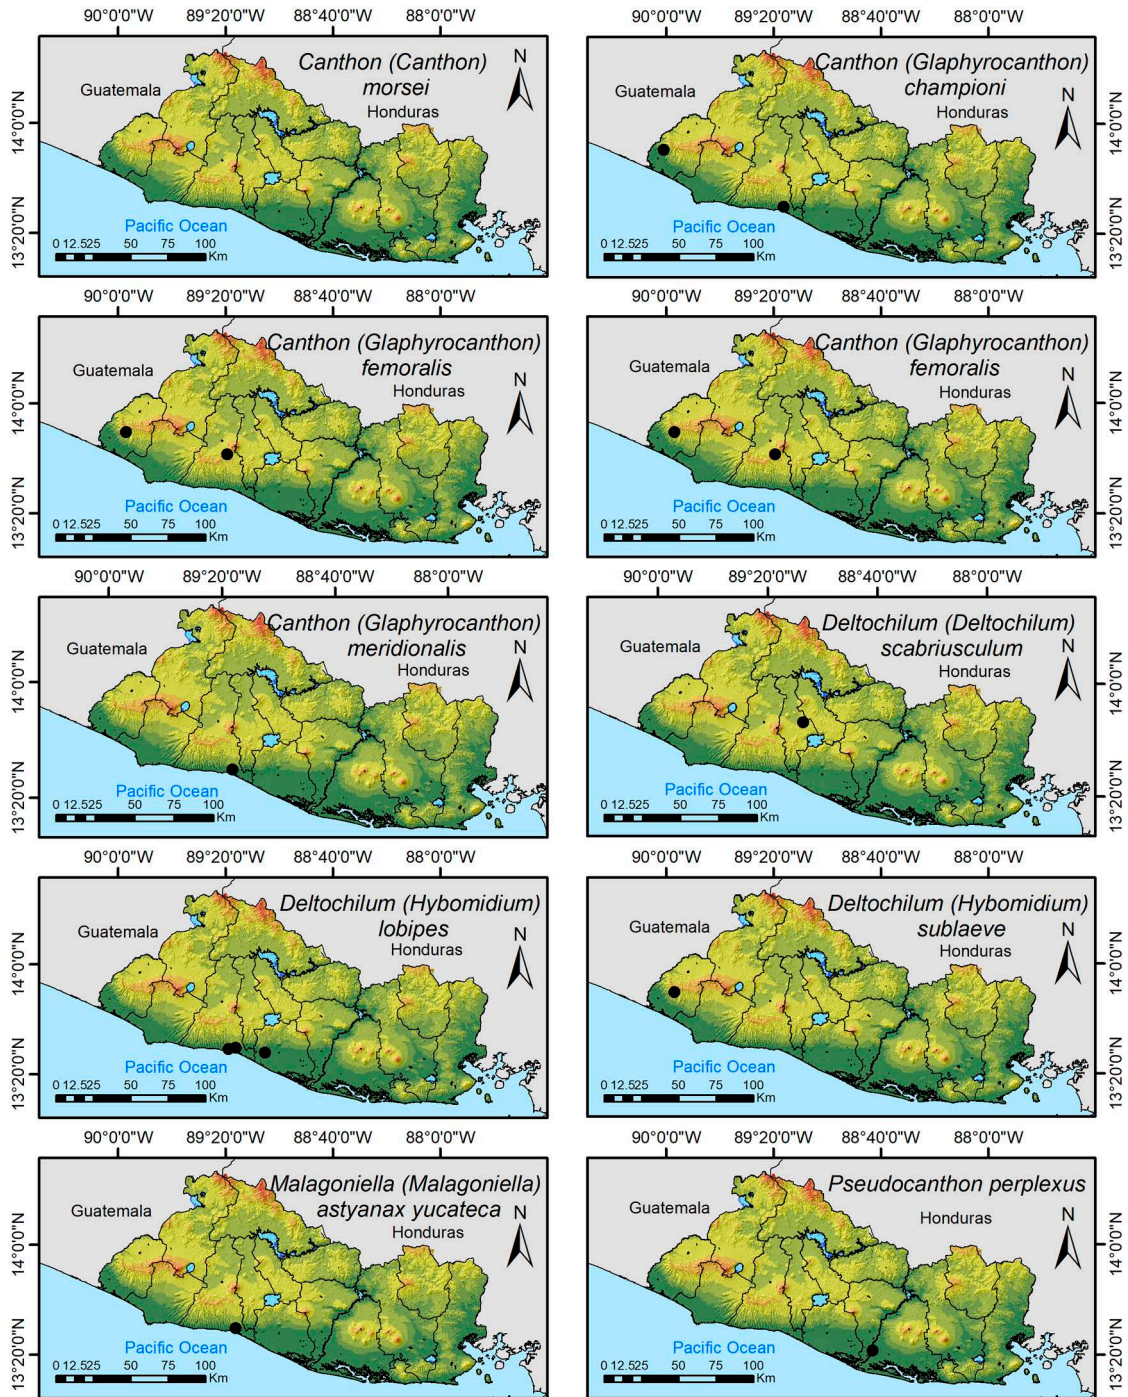 90°0'0"W 89°20'0"W 88°40'0"W 88°0'0"W
Canthon (Canthon)
morsei
Guatemala
Honduras
N
14°0'0"N
13°20'0"N
Pacific Ocean
0 12.525 50 75 100
Km
90°0'0"W 89°20'0"W 88°40'0"W 88°0'0"W
Canthon (Glaphyrocanthon)
championi
Guatemala
Honduras
N
14°0'0"N
13°20'0"N
Pacific Ocean
0 12.525 50 75 100
Km
90°0'0"W 89°20'0"W 88°40'0"W 88°0'0"W
Canthon (Glaphyrocanthon)
femoralis
Guatemala
Honduras
N
14°0'0"N
13°20'0"N
Pacific Ocean
0 12.525 50 75 100
Km
90°0'0"W 89°20'0"W 88°40'0"W 88°0'0"W
Canthon (Glaphyrocanthon)
femoralis
Guatemala
Honduras
N
14°0'0"N
13°20'0"N
Pacific Ocean
0 12.525 50 75 100
Km
90°0'0"W 89°20'0"W 88°40'0"W 88°0'0"W
Canthon (Glaphyrocanthon)
meridionalis
Guatemala
Honduras
N
14°0'0"N
13°20'0"N
Pacific Ocean
0 12.525 50 75 100
Km
90°0'0"W 89°20'0"W 88°40'0"W 88°0'0"W
Deltochilum (Deltochilum)
scabriusculum
Guatemala
Honduras
N
14°0'0"N
13°20'0"N
Pacific Ocean
0 12.525 50 75 100
Km
90°0'0"W 89°20'0"W 88°40'0"W 88°0'0"W
Deltochilum (Hybomidium)
lobipes
Guatemala
Honduras
N
14°0'0"N
13°20'0"N
Pacific Ocean
0 12.525 50 75 100
Km
90°0'0"W 89°20'0"W 88°40'0"W 88°0'0"W
Deltochilum (Hybomidium)
sublaeve
Guatemala
Honduras
N
14°0'0"N
13°20'0"N
Pacific Ocean
0 12.525 50 75 100
Km
90°0'0"W 89°20'0"W 88°40'0"W 88°0'0"W
Malagoniella (Malagoniella)
astyanax yucateca
Guatemala
Honduras
N
14°0'0"N
13°20'0"N
Pacific Ocean
0 12.525 50 75 100
Km
90°0'0"W 89°20'0"W 88°40'0"W 88°0'0"W
Pseudocanthon perplexus
Guatemala
Honduras
N
14°0'0"N
13°20'0"N
Pacific Ocean
0 12.525 50 75 100
Km